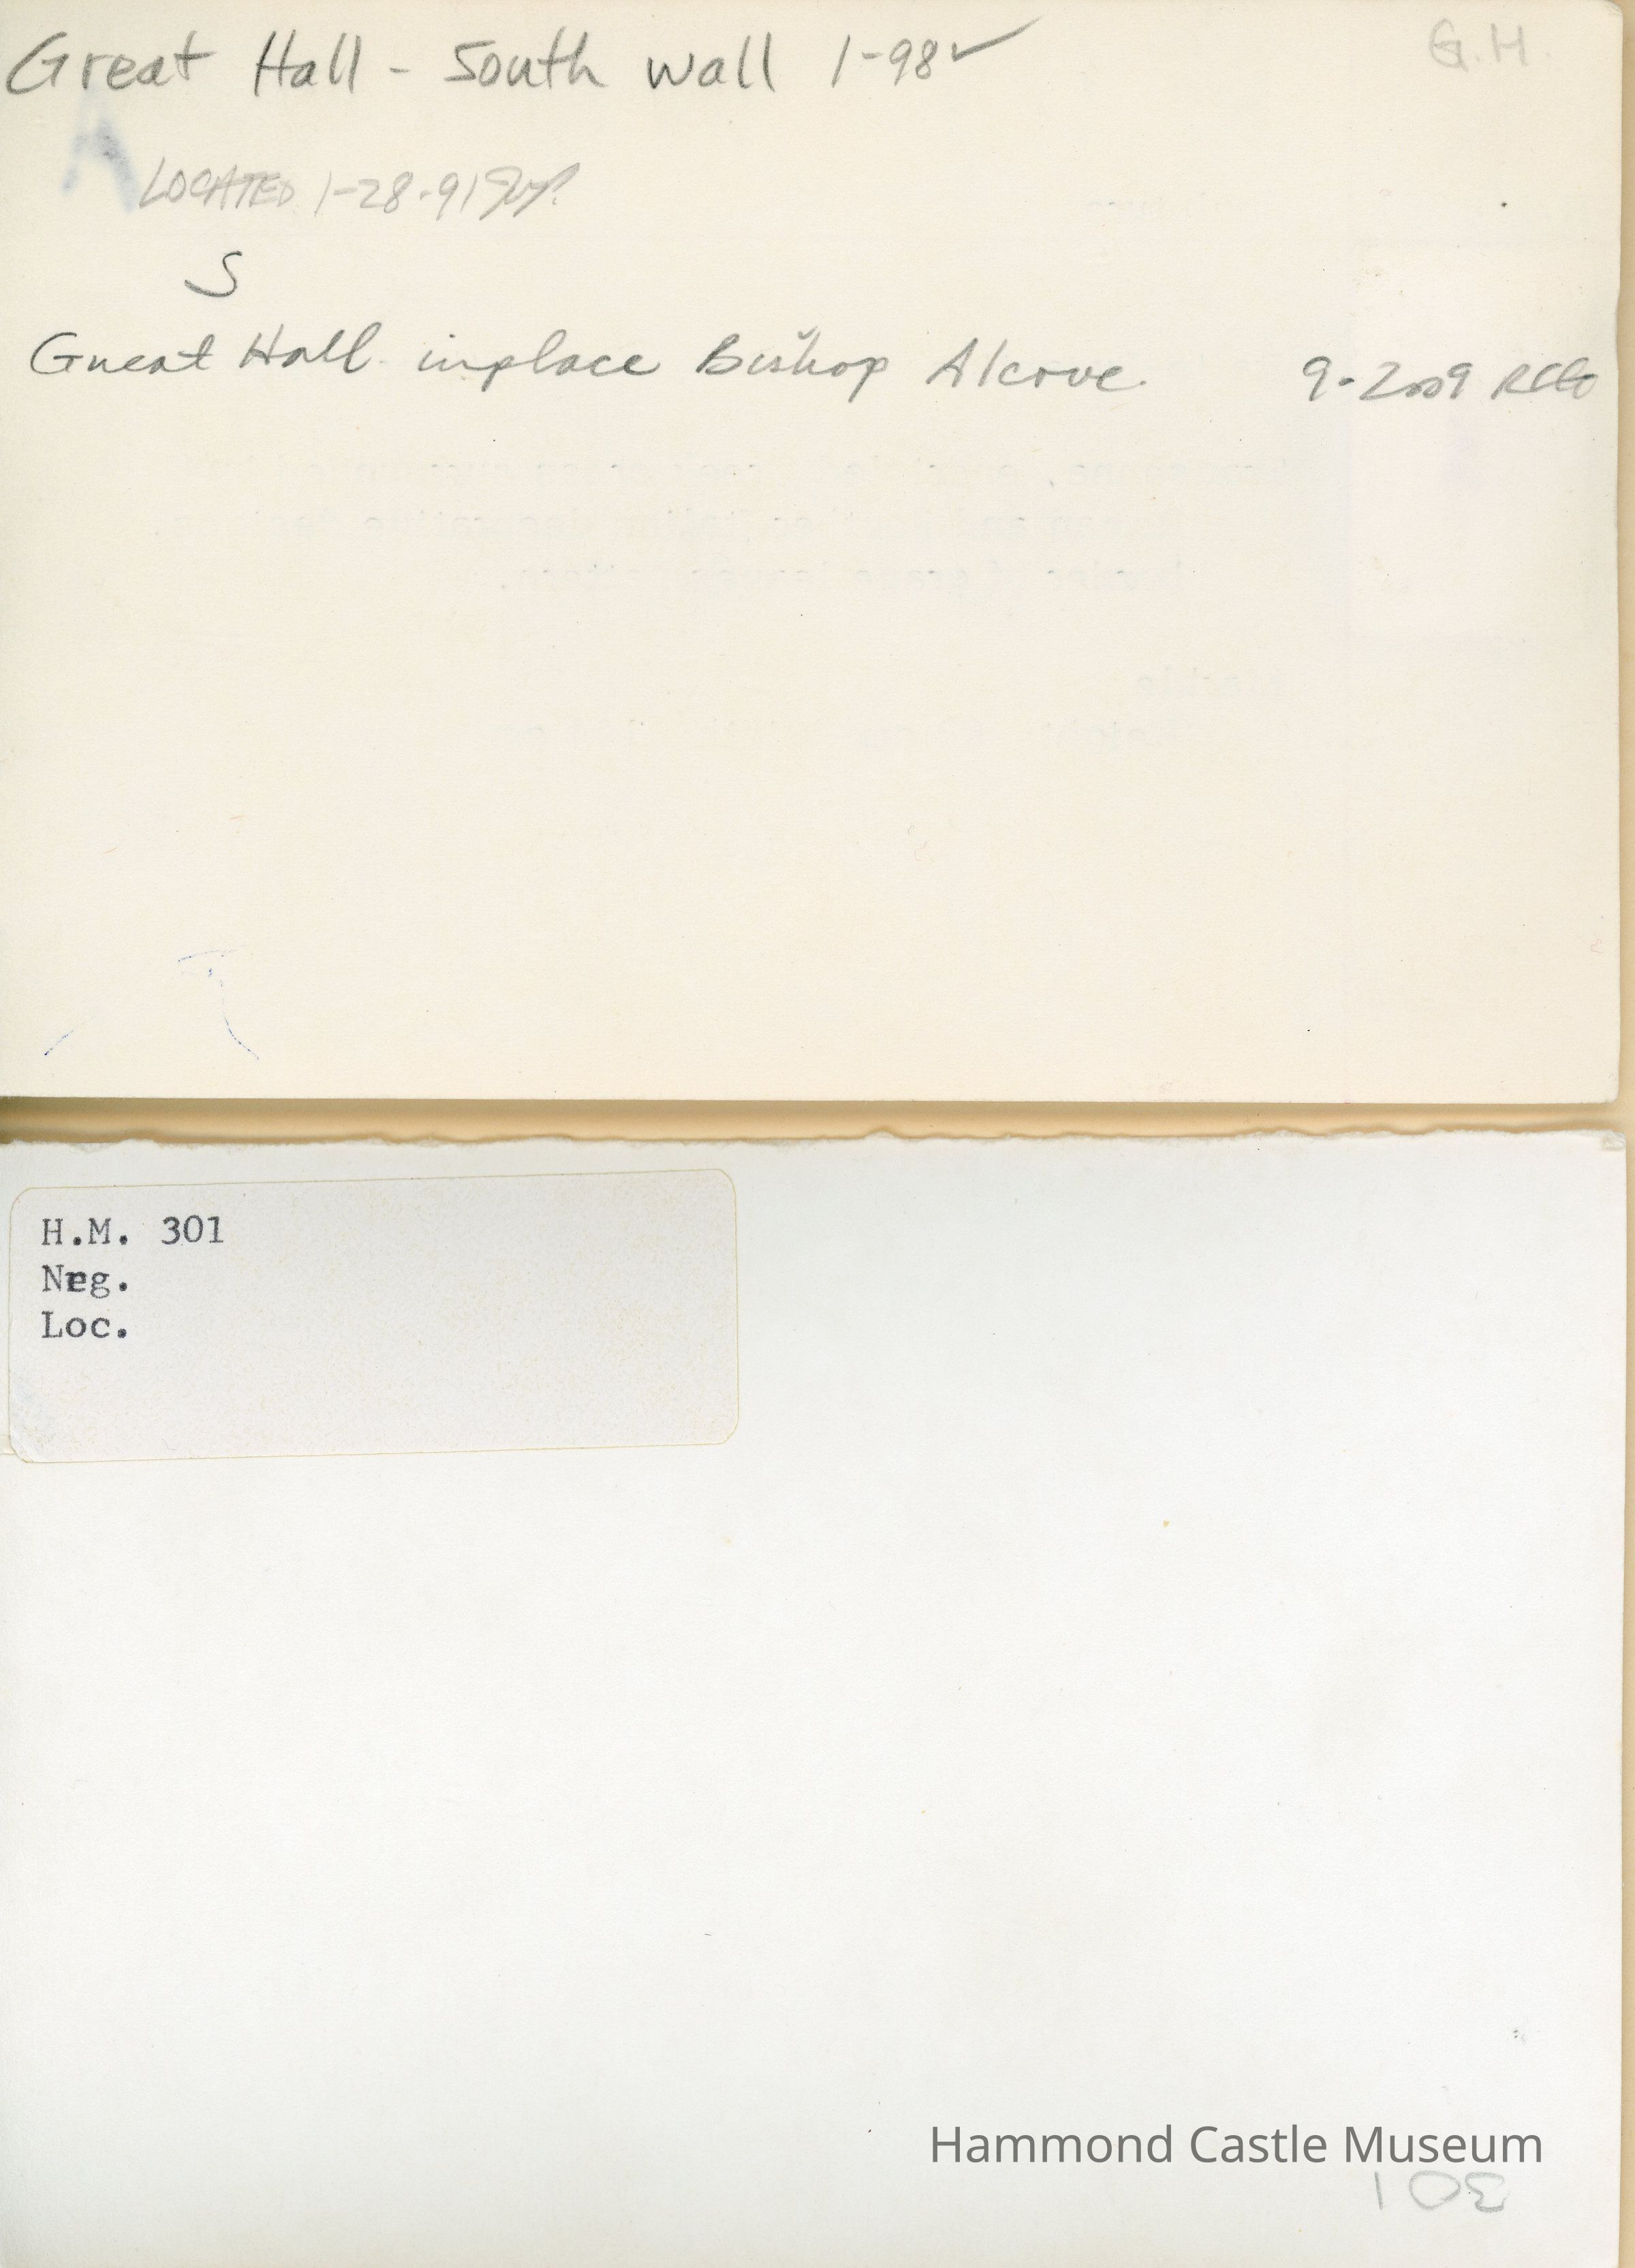 Great Hall - South wall 1-98✓
G.H.
A
LOCATED 1-28-91
S
Great Hall inplace Bishop Alcove 9-2009
H.M. 301
Neg.
Loc.
Hammond Castle Museum
301